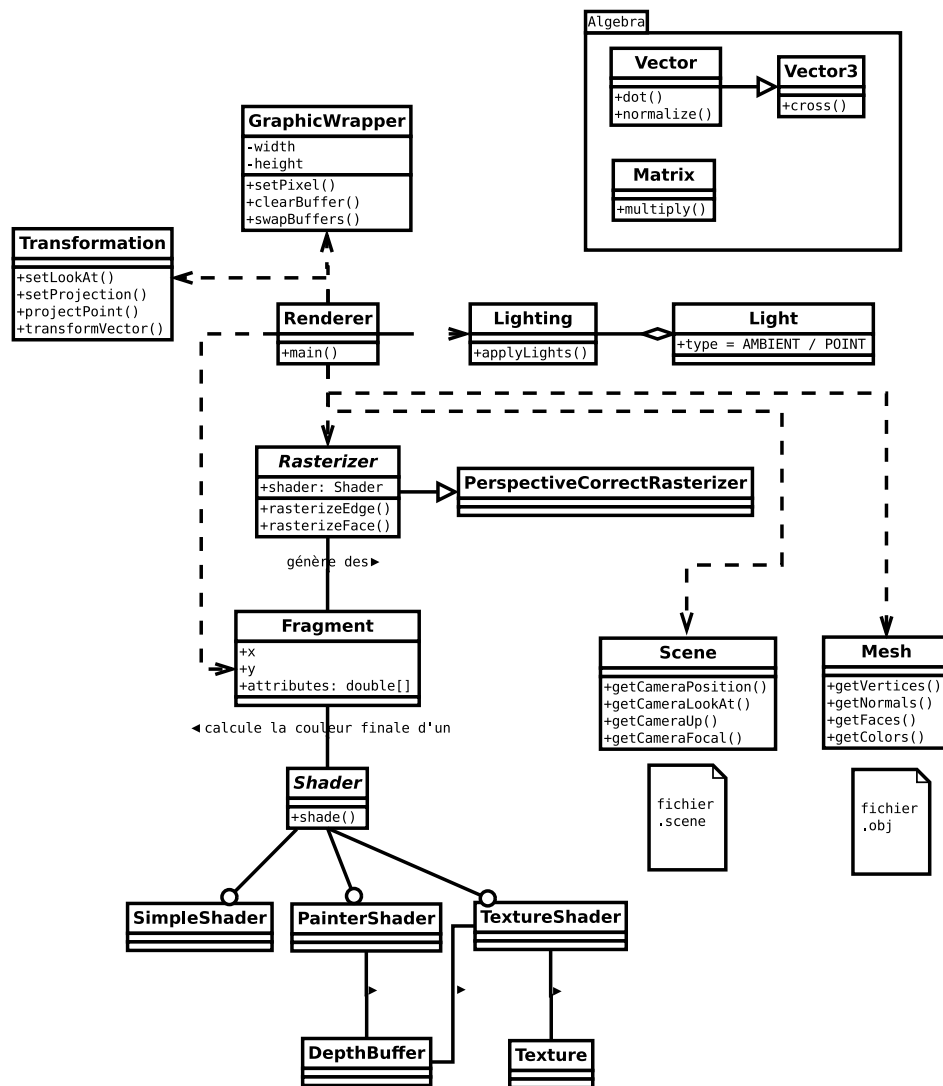 Algebra
Vector
+dot()
+normalize()
Vector3
+cross()
Matrix
+multiply()
GraphicWrapper
-width
-height
+setPixel()
+clearBuffer()
+swapBuffers()
Transformation
+setLookAt()
+setProjection()
+projectPoint()
+transformVector()
Renderer
+main()
Lighting
+applyLights()
Light
+type = AMBIENT / POINT
Rasterizer
+shader: Shader
+rasterizeEdge()
+rasterizeFace()
PerspectiveCorrectRasterizer
génère des ►
Fragment
+x
+y
+attributes: double[]
◄ calcule la couleur finale d'un
Scene
+getCameraPosition()
+getCameraLookAt()
+getCameraUp()
+getCameraFocal()
Mesh
+getVertices()
+getNormals()
+getFaces()
+getColors()
Shader
+shade()
fichier
.scene
fichier
.obj
SimpleShader
PainterShader
TextureShader
DepthBuffer
Texture